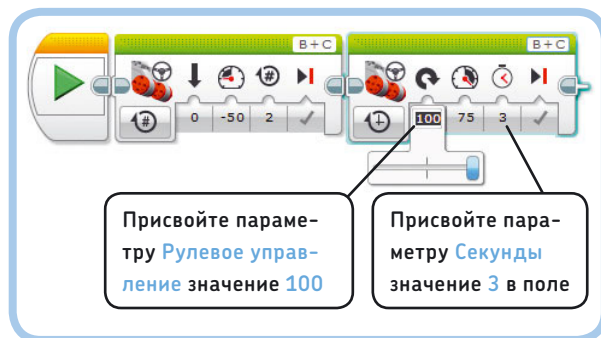 B+C
B+C
0 -50 2
100 75 3
Присвойте параме-
тру Рулевое управ-
ление значение 100
Присвойте пара-
метру Секунды
значение 3 в поле